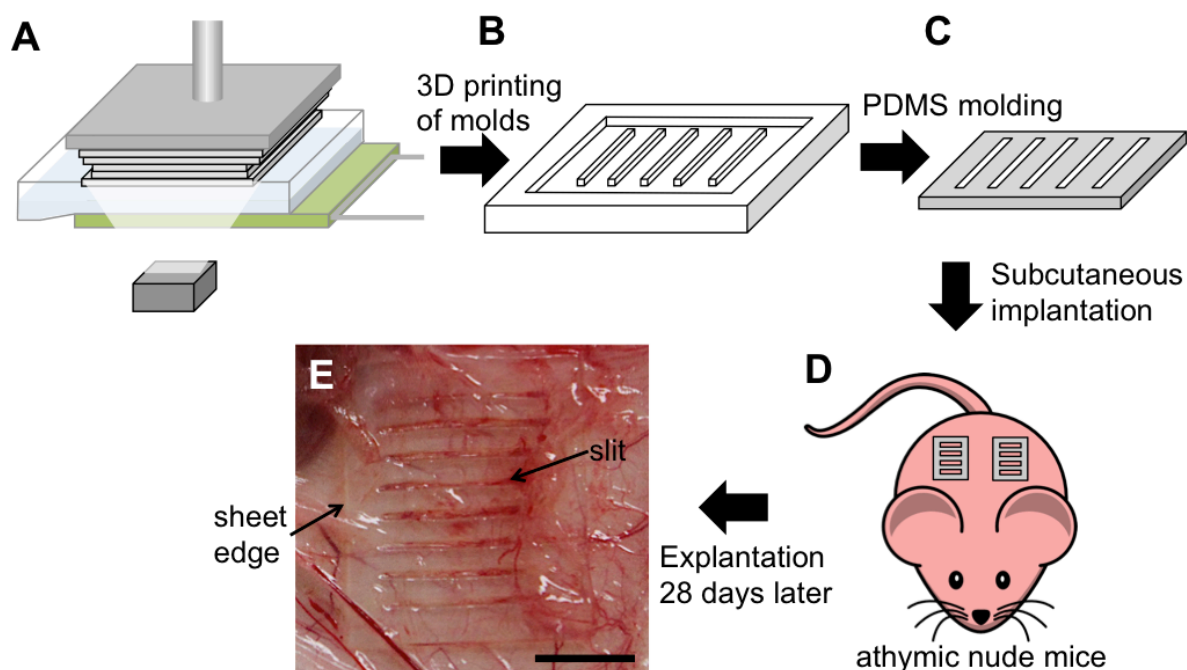 A
3D printing
of molds
B
PDMS molding
C
Subcutaneous
implantation
D
athymic nude mice
Explantation
28 days later
E
slit
sheet
edge